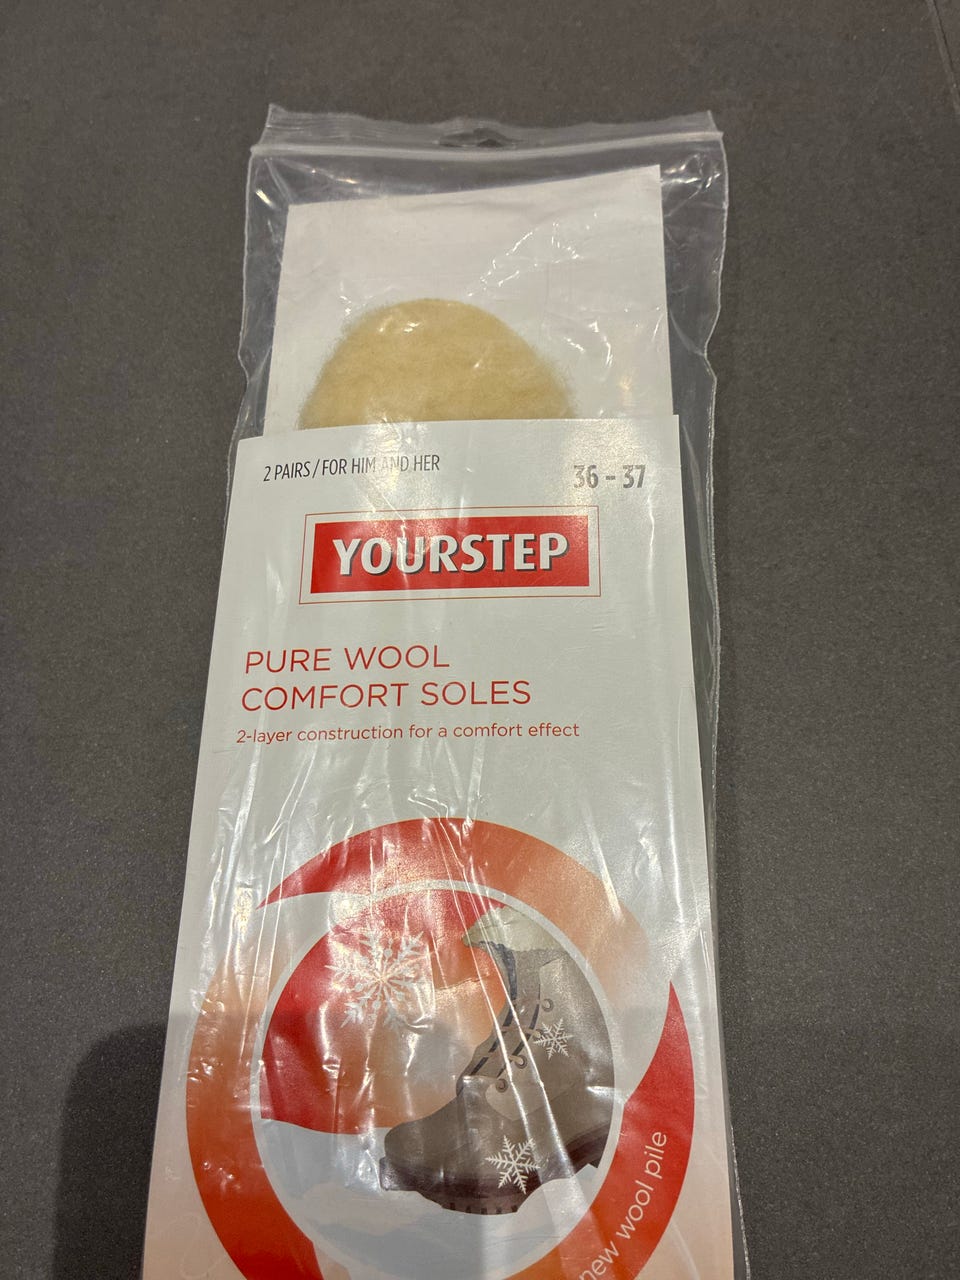 2 PAIRS / FOR HIM AND HER
36 – 37
YOURSTEP
PURE WOOL
COMFORT SOLES
2-layer construction for a comfort effect
new wool pile